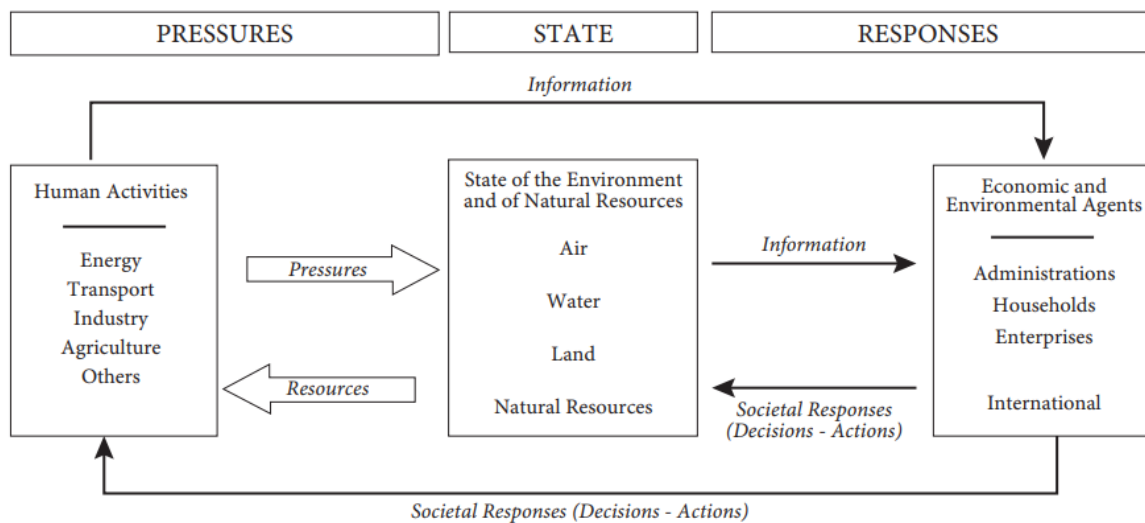 PRESSURES
STATE
RESPONSES
Information
Human Activities
Energy
Transport
Industry
Agriculture
Others
Pressures
Resources
State of the Environment
and of Natural Resources
Air
Water
Land
Natural Resources
Information
Societal Responses
(Decisions - Actions)
Economic and
Environmental Agents
Administrations
Households
Enterprises
International
Societal Responses (Decisions - Actions)